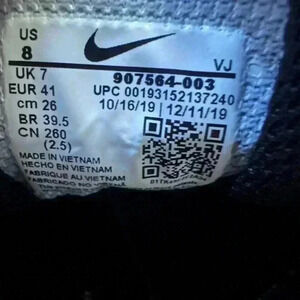 US
8
VJ
UK 7
907564-003
EUR 41
UPC 00193152137240
cm 26
10/16/19 12/11/19
BR 39.5
CN 260
(2.5)
MADE IN VIETNAM
HECHO EN VIETNAM
FABRIQUE AU VIETNAM